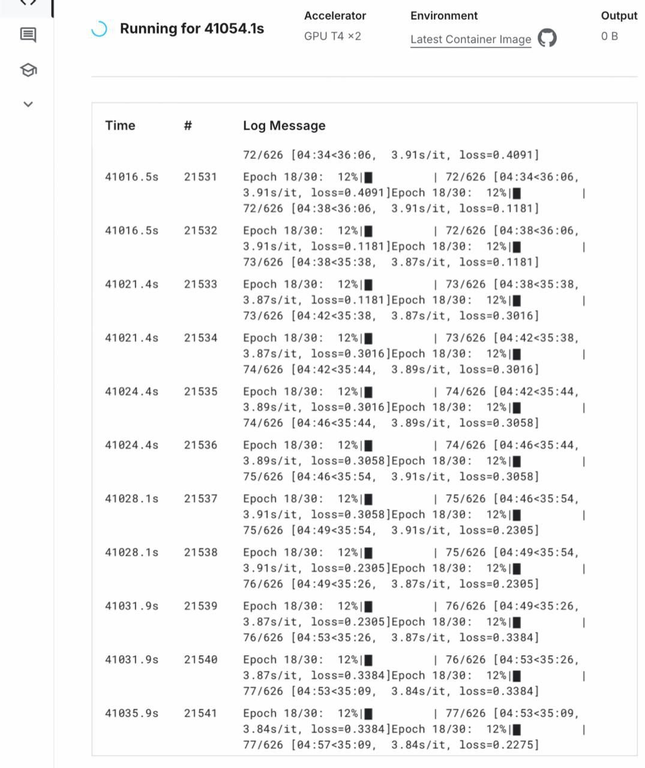 Running for 41054.1s
Accelerator
GPU T4 ×2
Environment
Latest Container Image
Output
0 B
Time # Log Message
72/626 [04:34<36:06, 3.91s/it, loss=0.4091]
41016.5s 21531 Epoch 18/30: 12%|█ | 72/626 [04:34<36:06,
3.91s/it, loss=0.4091]Epoch 18/30: 12%|█ |
72/626 [04:38<36:06, 3.91s/it, loss=0.1181]
41016.5s 21532 Epoch 18/30: 12%|█ | 72/626 [04:38<36:06,
3.91s/it, loss=0.1181]Epoch 18/30: 12%|█ |
73/626 [04:38<35:38, 3.87s/it, loss=0.1181]
41021.4s 21533 Epoch 18/30: 12%|█ | 73/626 [04:38<35:38,
3.87s/it, loss=0.1181]Epoch 18/30: 12%|█ |
73/626 [04:42<35:38, 3.87s/it, loss=0.3016]
41021.4s 21534 Epoch 18/30: 12%|█ | 73/626 [04:42<35:38,
3.87s/it, loss=0.3016]Epoch 18/30: 12%|█ |
74/626 [04:42<35:44, 3.89s/it, loss=0.3016]
41024.4s 21535 Epoch 18/30: 12%|█ | 74/626 [04:42<35:44,
3.89s/it, loss=0.3016]Epoch 18/30: 12%|█ |
74/626 [04:46<35:44, 3.89s/it, loss=0.3058]
41024.4s 21536 Epoch 18/30: 12%|█ | 74/626 [04:46<35:44,
3.89s/it, loss=0.3058]Epoch 18/30: 12%|█ |
75/626 [04:46<35:54, 3.91s/it, loss=0.3058]
41028.1s 21537 Epoch 18/30: 12%|█ | 75/626 [04:46<35:54,
3.91s/it, loss=0.3058]Epoch 18/30: 12%|█ |
75/626 [04:49<35:54, 3.91s/it, loss=0.2305]
41028.1s 21538 Epoch 18/30: 12%|█ | 75/626 [04:49<35:54,
3.91s/it, loss=0.2305]Epoch 18/30: 12%|█ |
76/626 [04:49<35:26, 3.87s/it, loss=0.2305]
41031.9s 21539 Epoch 18/30: 12%|█ | 76/626 [04:49<35:26,
3.87s/it, loss=0.2305]Epoch 18/30: 12%|█ |
76/626 [04:53<35:26, 3.87s/it, loss=0.3384]
41031.9s 21540 Epoch 18/30: 12%|█ | 76/626 [04:53<35:26,
3.87s/it, loss=0.3384]Epoch 18/30: 12%|█ |
77/626 [04:53<35:09, 3.84s/it, loss=0.3384]
41035.9s 21541 Epoch 18/30: 12%|█ | 77/626 [04:53<35:09,
3.84s/it, loss=0.3384]Epoch 18/30: 12%|█ |
77/626 [04:57<35:09, 3.84s/it, loss=0.2275]